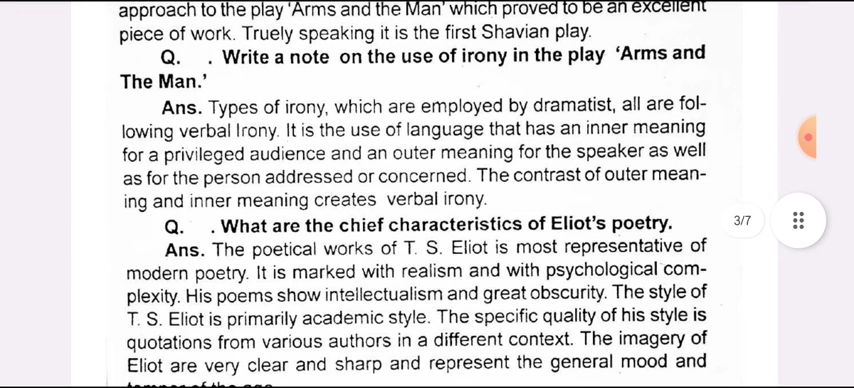 approach to the play 'Arms and the Man' which proved to be an excellent
piece of work. Truely speaking it is the first Shavian play.
Q. . Write a note on the use of irony in the play 'Arms and
The Man.'
Ans. Types of irony, which are employed by dramatist, all are fol-
lowing verbal Irony. It is the use of language that has an inner meaning
for a privileged audience and an outer meaning for the speaker as well
as for the person addressed or concerned. The contrast of outer mean-
ing and inner meaning creates verbal irony.
Q. . What are the chief characteristics of Eliot's poetry.
Ans. The poetical works of T. S. Eliot is most representative of
modern poetry. It is marked with realism and with psychological com-
plexity. His poems show intellectualism and great obscurity. The style of
T. S. Eliot is primarily academic style. The specific quality of his style is
quotations from various authors in a different context. The imagery of
Eliot are very clear and sharp and represent the general mood and
3/7